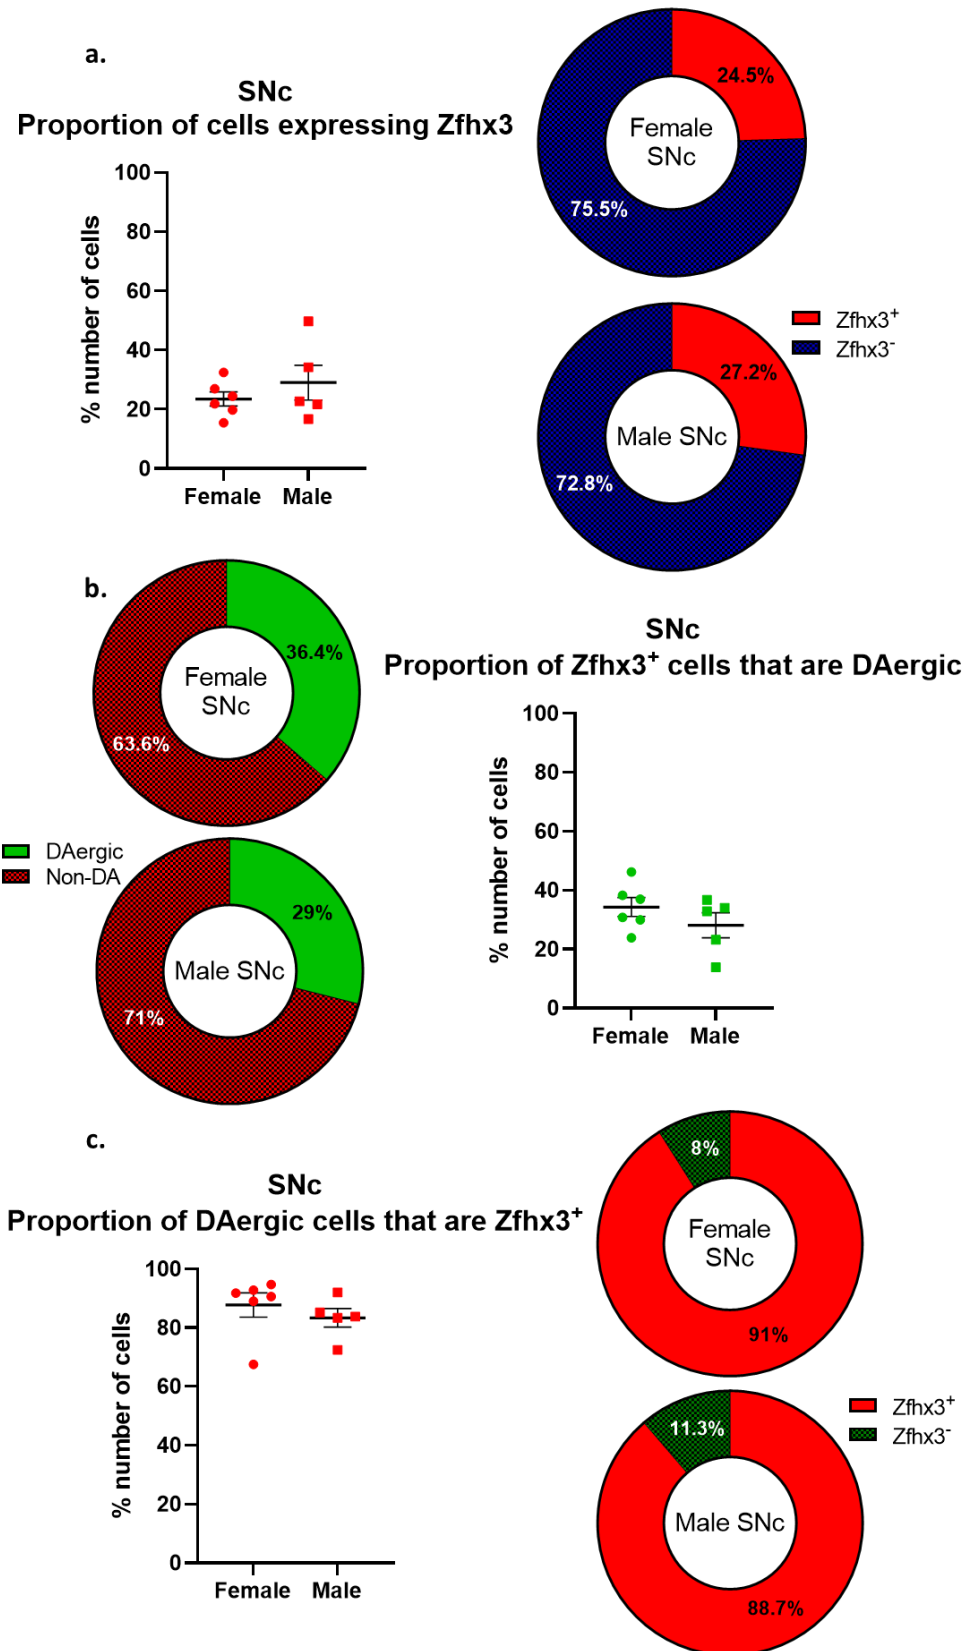 a.
SNc
Proportion of cells expressing Zfhx3
% number of cells
100
80
60
40
20
0
Female
Male
24.5%
Female
SNc
75.5%
27.2%
Male SNc
72.8%
Zfhx3⁺
Zfhx3⁻
b.
36.4%
Female
SNc
63.6%
DAergic
Non-DA
29%
Male SNc
71%
SNc
Proportion of Zfhx3⁺ cells that are DAergic
% number of cells
100
80
60
40
20
0
Female
Male
c.
SNc
Proportion of DAergic cells that are Zfhx3⁺
% number of cells
100
80
60
40
20
0
Female
Male
8%
Female
SNc
91%
11.3%
Male SNc
88.7%
Zfhx3⁺
Zfhx3⁻